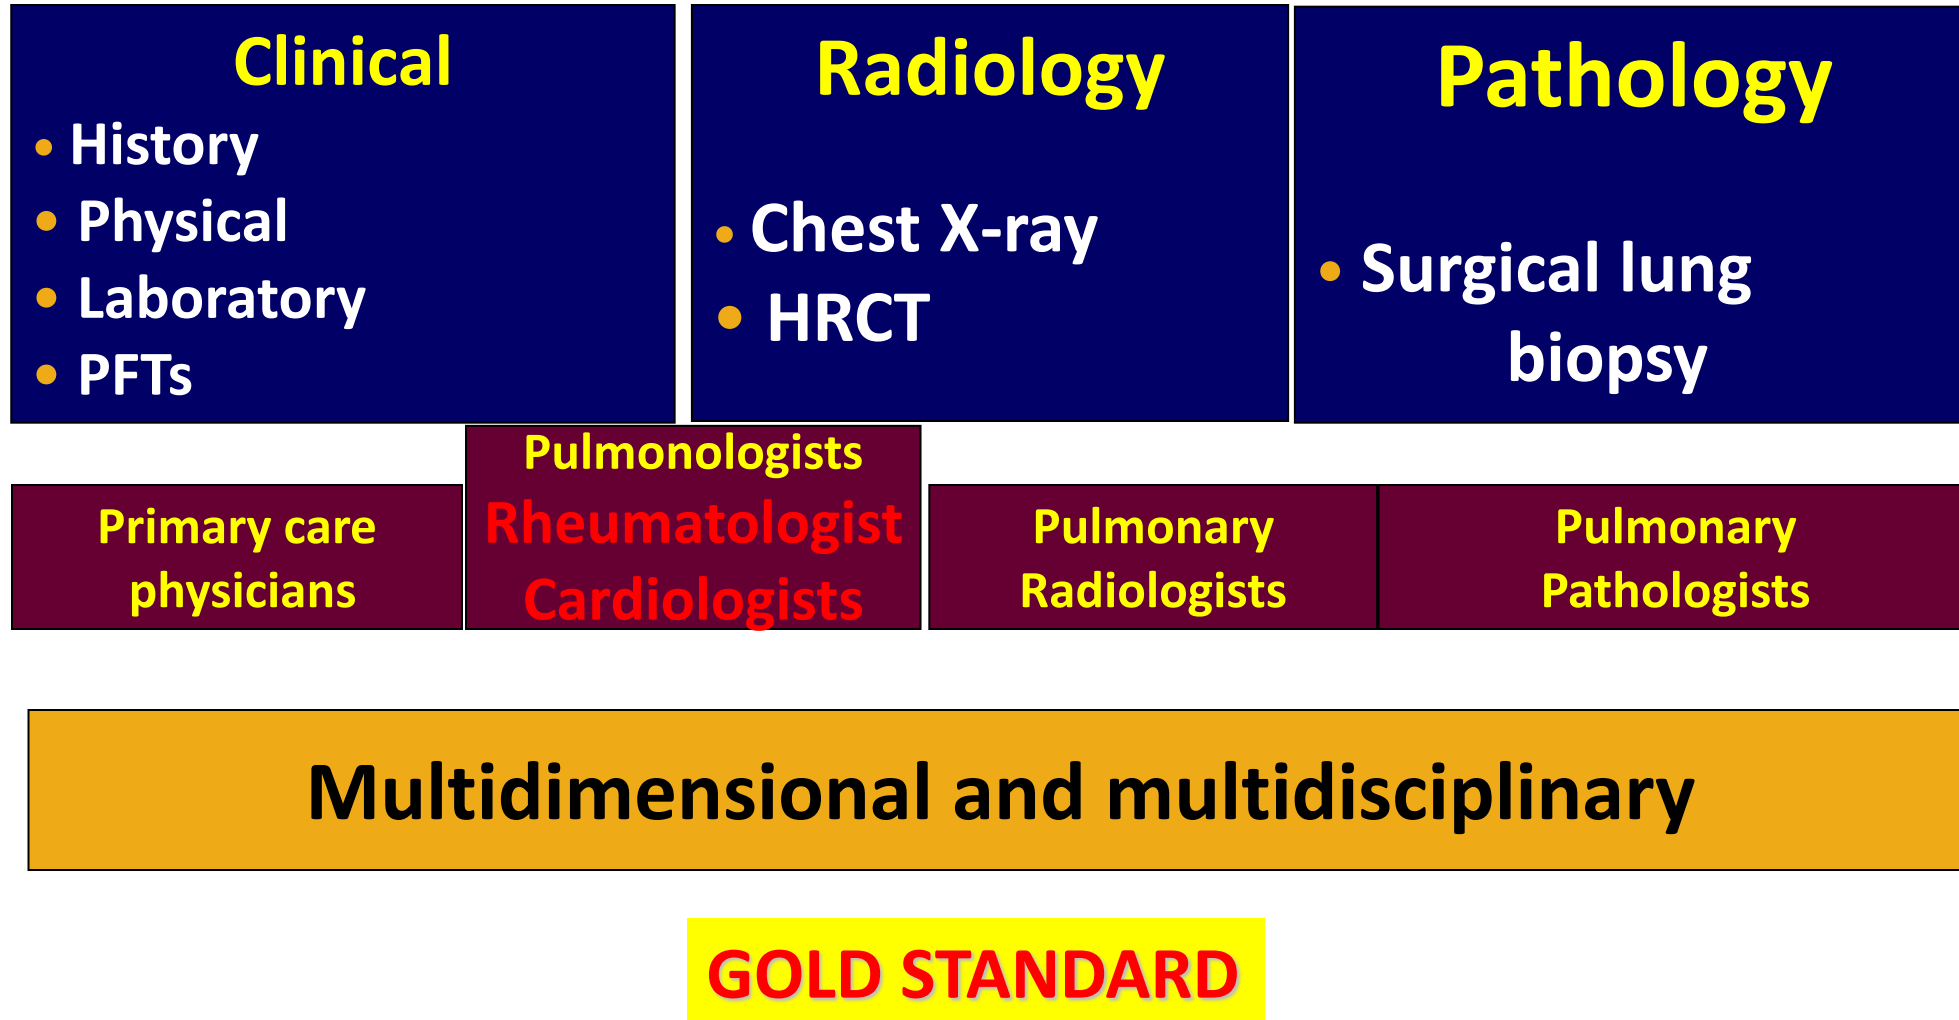 Clinical
• History
• Physical
• Laboratory
• PFTs
Radiology
• Chest X-ray
• HRCT
Pathology
• Surgical lung
biopsy
Primary care
physicians
Pulmonologists
Rheumatologist
Cardiologists
Pulmonary
Radiologists
Pulmonary
Pathologists
Multidimensional and multidisciplinary
GOLD STANDARD